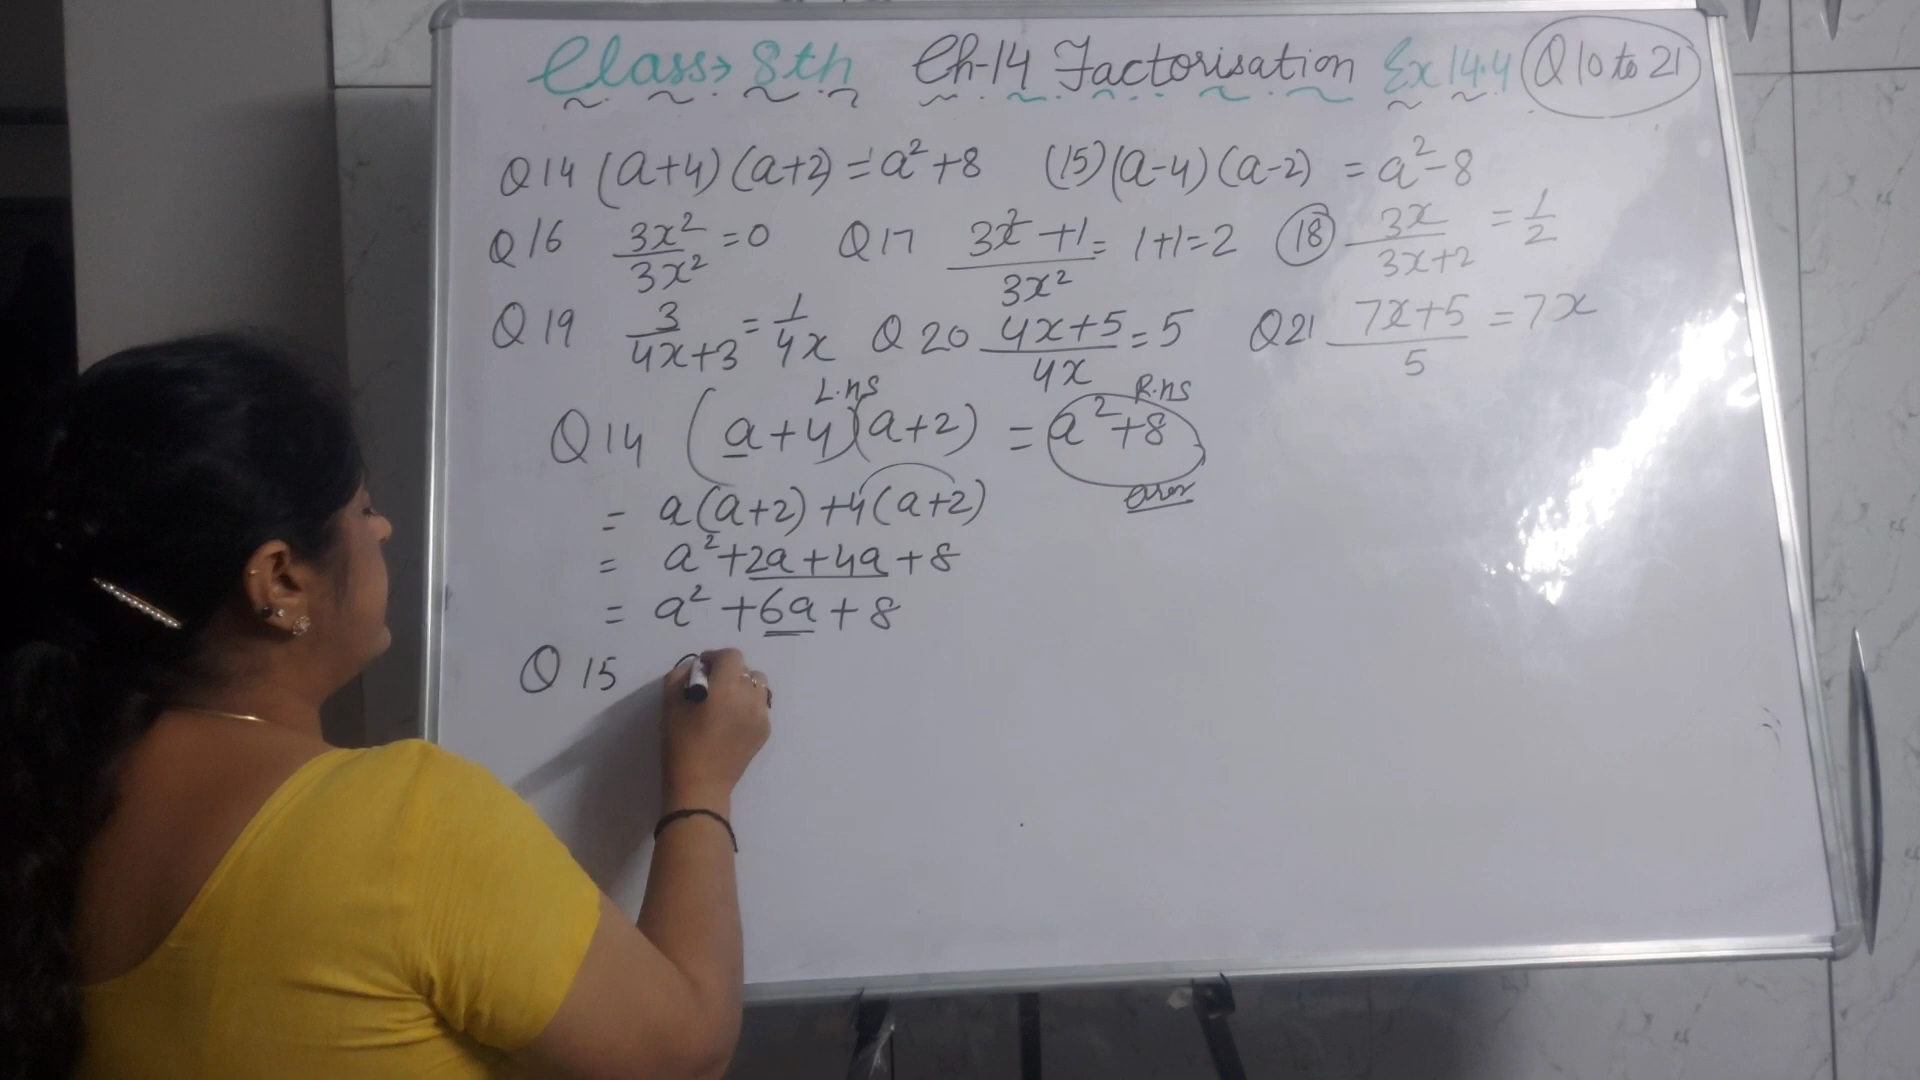 Class→ 8th Ch-14 Factorisation Ex 14.4 Q 10 to 21
Q14 (a+4)(a+2) = a²+8 (15) (a-4)(a-2) = a²-8
Q16 3x²/3x² = 0 Q17 3x²+1/3x² = 1+1=2 (18) 3x/3x+2 = 1/2
Q19 3/4x+3 = 1/4x Q20 4x+5/4x = 5 Q21 7x+5/5 = 7x
L.HS R.HS
Q14 (a+4)(a+2) = a²+8
= a(a+2)+4(a+2)
= a²+2a+4a+8
= a²+6a+8
Q 15